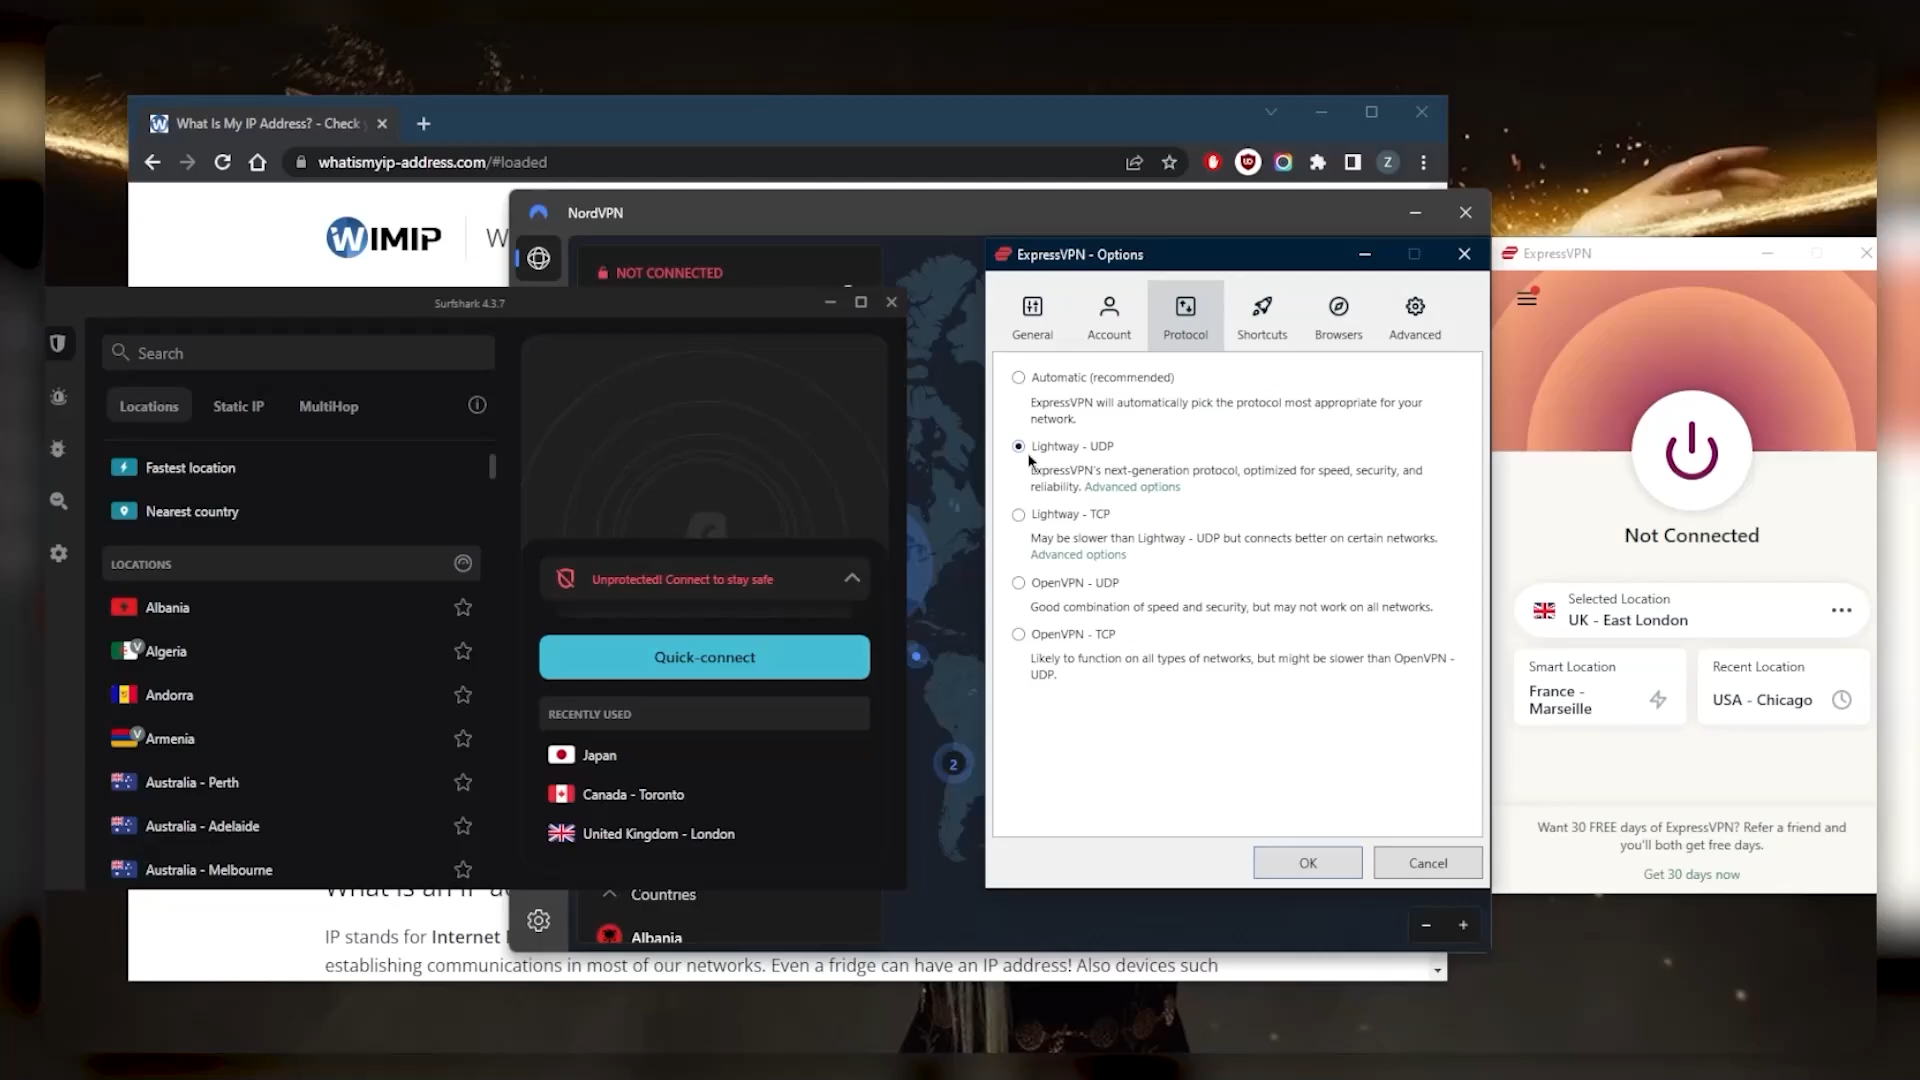 What Is My IP Address? - Check
whatismyip-address.com/#loaded
Z
WIMIP
W
NordVPN
NOT CONNECTED
Surfshark 4.3.7
Search
Locations
Static IP
MultiHop
Fastest location
Nearest country
LOCATIONS
Albania
Algeria
Andorra
Armenia
Australia - Perth
Australia - Adelaide
Australia - Melbourne
Unprotected! Connect to stay safe
Quick-connect
RECENTLY USED
Japan
Canada - Toronto
United Kingdom - London
2
Countries
Albania
ExpressVPN - Options
General
Account
Protocol
Shortcuts
Browsers
Advanced
Automatic (recommended)
ExpressVPN will automatically pick the protocol most appropriate for your
network.
Lightway - UDP
ExpressVPN's next-generation protocol, optimized for speed, security, and
reliability. Advanced options
Lightway - TCP
May be slower than Lightway - UDP but connects better on certain networks.
Advanced options
OpenVPN - UDP
Good combination of speed and security, but may not work on all networks.
OpenVPN - TCP
Likely to function on all types of networks, but might be slower than OpenVPN -
UDP.
OK
Cancel
ExpressVPN
Not Connected
Selected Location
UK - East London
Smart Location
France -
Marseille
Recent Location
USA - Chicago
Want 30 FREE days of ExpressVPN? Refer a friend and
you'll both get free days.
Get 30 days now
What is an IP
IP stands for Internet
establishing communications in most of our networks. Even a fridge can have an IP address! Also devices such